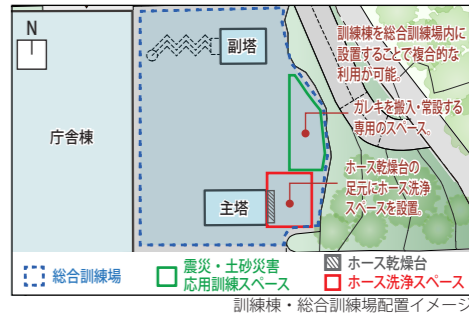 N
訓練棟を総合訓練場内に
設置することで複合的な
利用が可能。
副塔
ガレキを搬入・常設する
専用のスペース。
庁舎棟
ホース乾燥台の
足元にホース洗浄
スペースを設置。
主塔
総合訓練場
震災・土砂災害
応用訓練スペース
ホース乾燥台
ホース洗浄スペース
訓練棟・総合訓練場配置イメージ